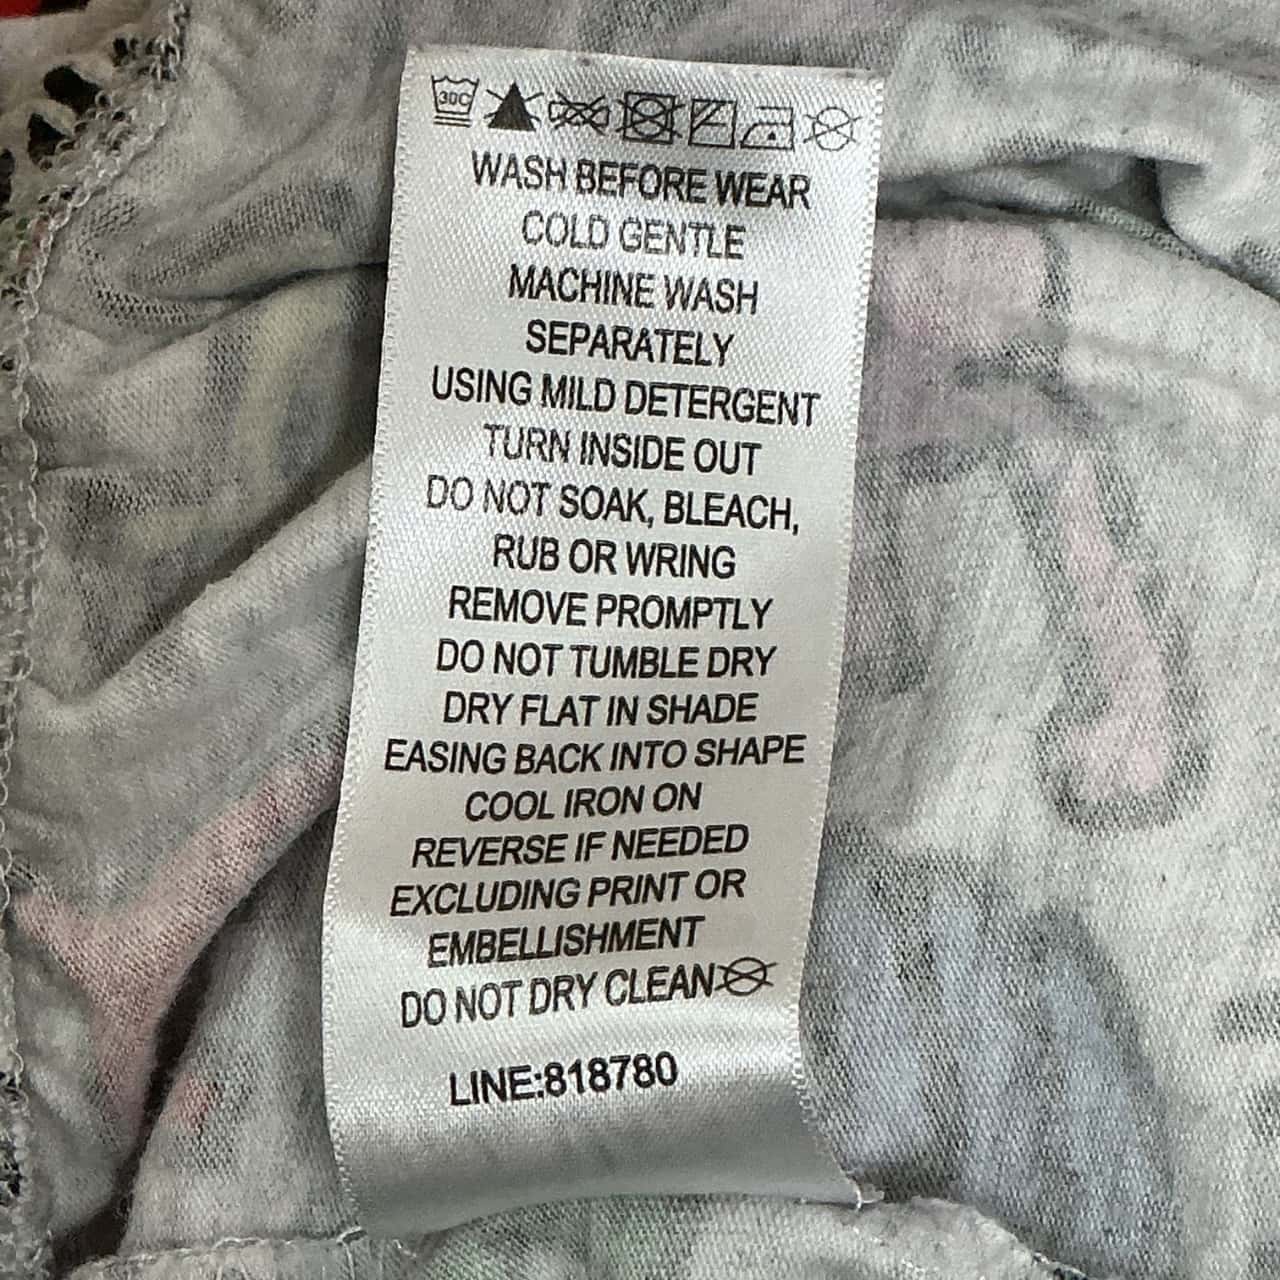 30C
WASH BEFORE WEAR
COLD GENTLE
MACHINE WASH
SEPARATELY
USING MILD DETERGENT
TURN INSIDE OUT
DO NOT SOAK, BLEACH,
RUB OR WRING
REMOVE PROMPTLY
DO NOT TUMBLE DRY
DRY FLAT IN SHADE
EASING BACK INTO SHAPE
COOL IRON ON
REVERSE IF NEEDED
EXCLUDING PRINT OR
EMBELLISHMENT
DO NOT DRY CLEAN
LINE:818780